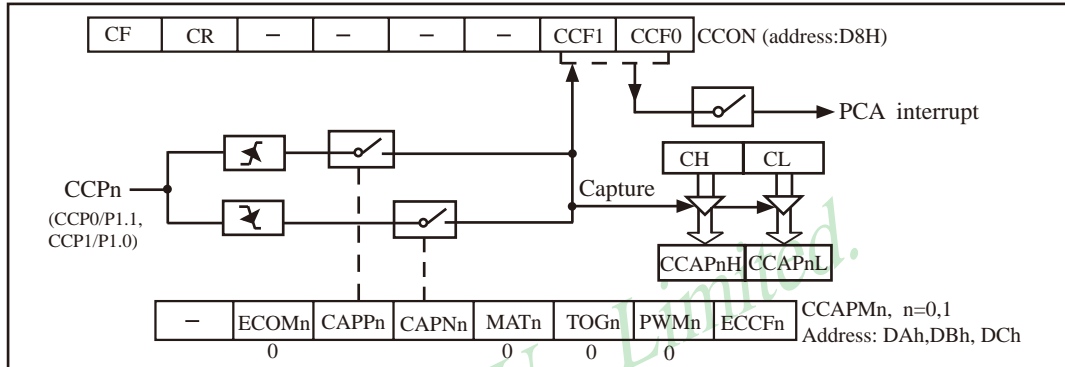 CF CR – – – – CCF1 CCF0 CCON (address:D8H)
PCA interrupt
CH CL
CCPn
Capture
(CCP0/P1.1,
CCP1/P1.0)
CCAPnH CCAPnL
Limited.
– ECOMn CAPPn CAPNn MATn TOGn PWMn ECCFn CCAPMn, n=0,1
Address: DAh,DBh, DCh
0 0 0 0